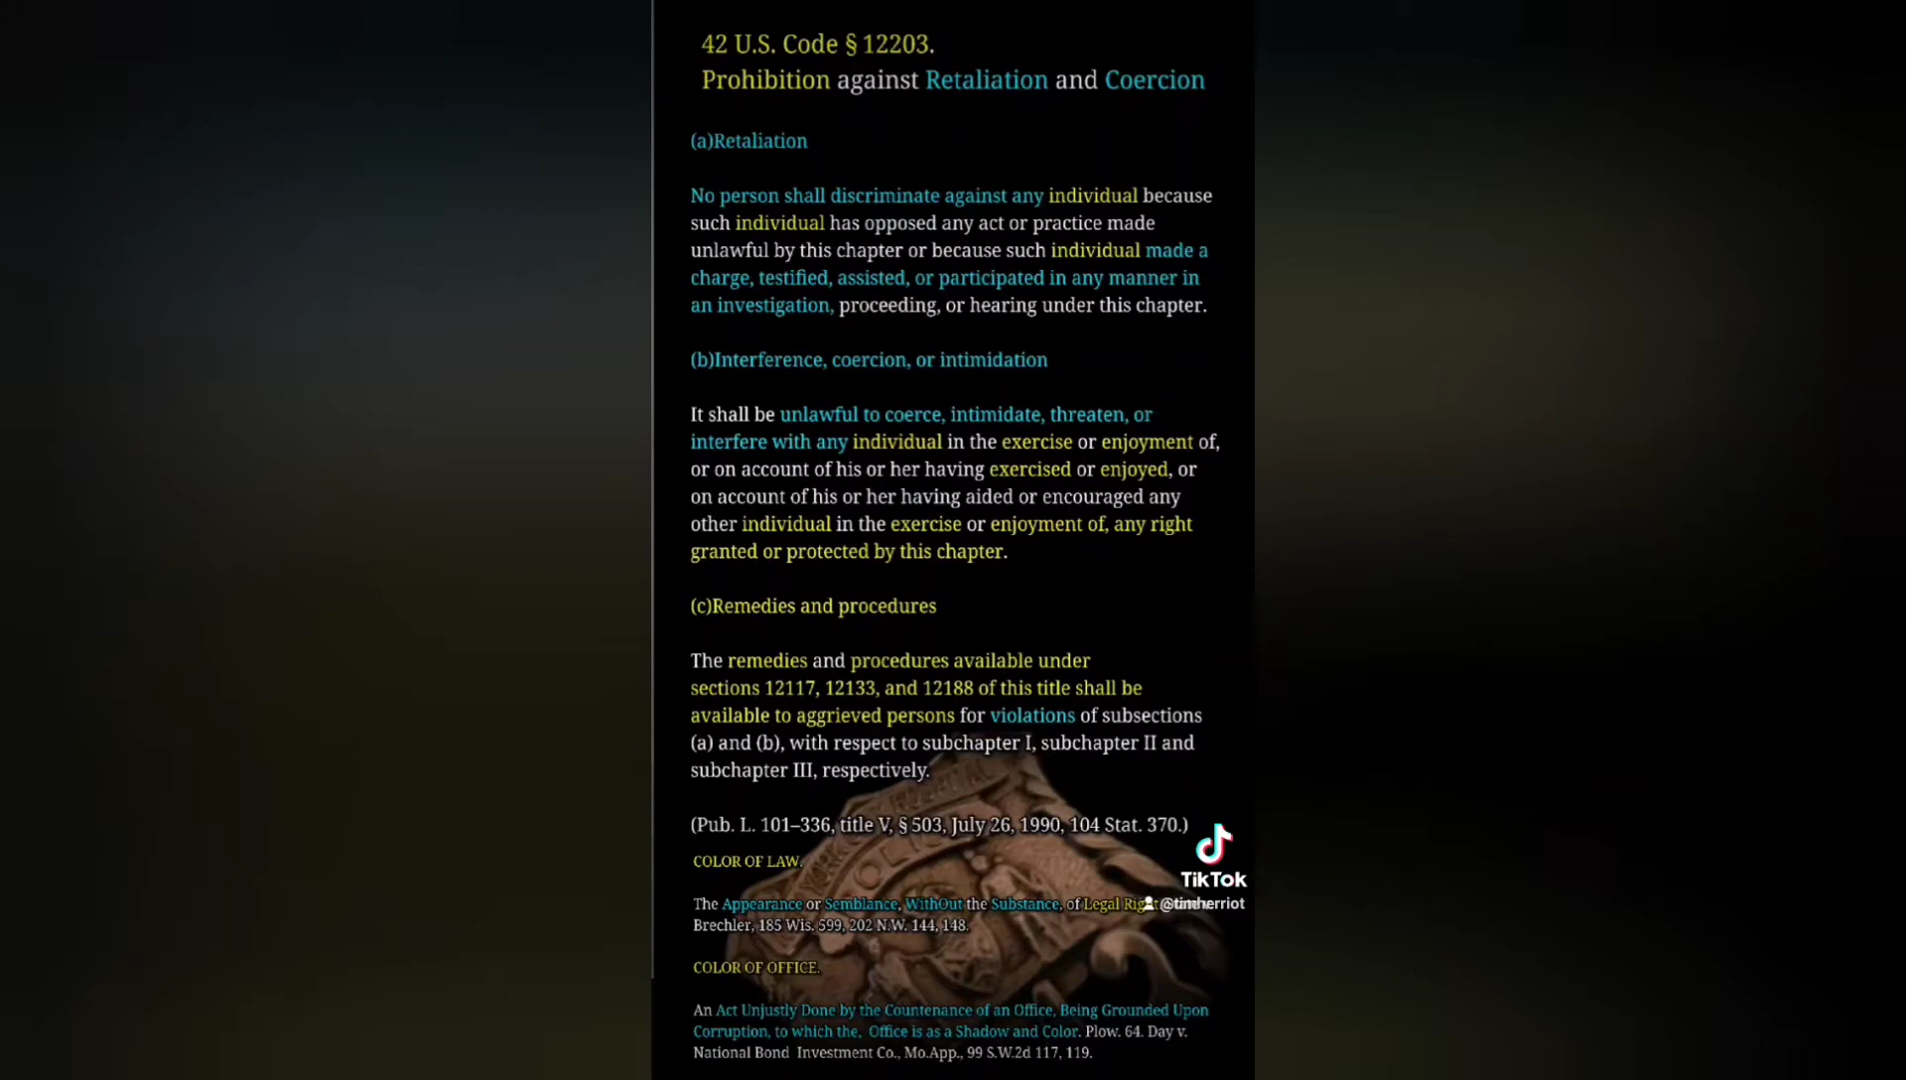 42 U.S. Code § 12203.
Prohibition against Retaliation and Coercion
(a)Retaliation
No person shall discriminate against any individual because
such individual has opposed any act or practice made
unlawful by this chapter or because such individual made a
charge, testified, assisted, or participated in any manner in
an investigation, proceeding, or hearing under this chapter.
(b)Interference, coercion, or intimidation
It shall be unlawful to coerce, intimidate, threaten, or
interfere with any individual in the exercise or enjoyment of,
or on account of his or her having exercised or enjoyed, or
on account of his or her having aided or encouraged any
other individual in the exercise or enjoyment of, any right
granted or protected by this chapter.
(c)Remedies and procedures
The remedies and procedures available under
sections 12117, 12133, and 12188 of this title shall be
available to aggrieved persons for violations of subsections
(a) and (b), with respect to subchapter I, subchapter II and
subchapter III, respectively.
(Pub. L. 101–336, title V, § 503, July 26, 1990, 104 Stat. 370.)
TikTok
@timherriot
COLOR OF LAW.
The Appearance or Semblance, WithOut the Substance, of Legal
Brechler, 185 Wis. 599, 202 N.W. 144, 148.
COLOR OF OFFICE.
An Act Unjustly Done by the Countenance of an Office, Being Grounded Upon
Corruption, to which the, Office is as a Shadow and Color. Plow. 64. Day v.
National Bond Investment Co., Mo.App., 99 S.W.2d 117, 119.